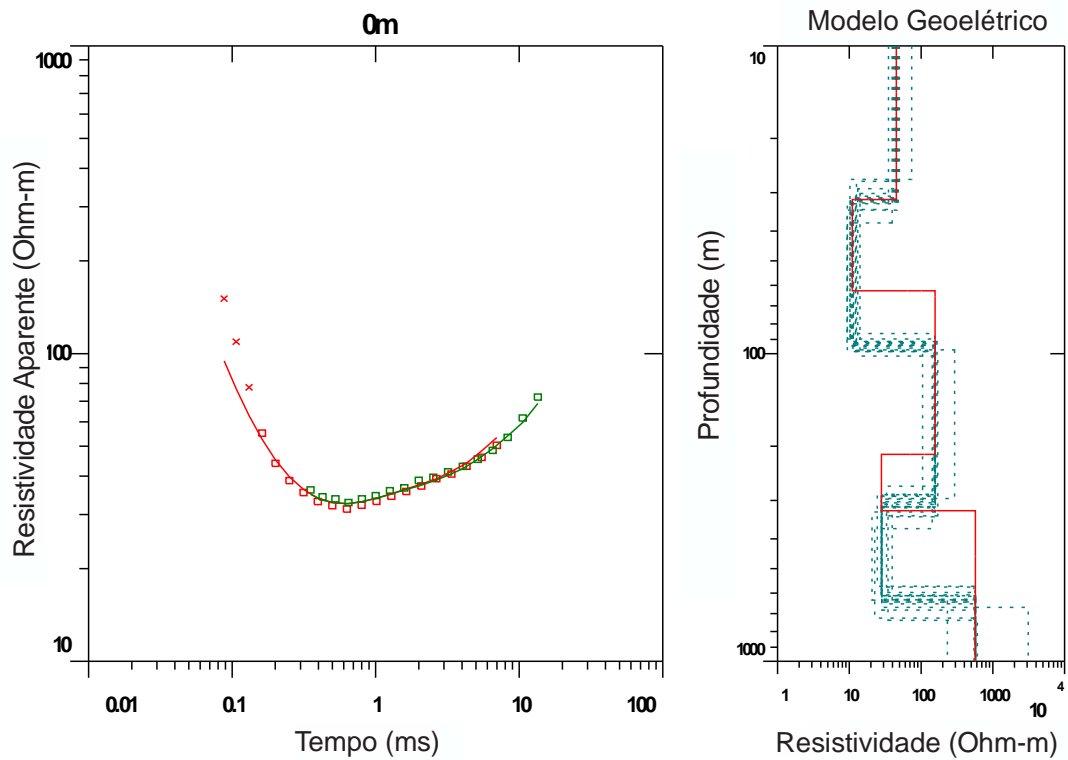 0m
1000
100
10
0.01
0.1
1
10
100
Resistividade Aparente (Ohm-m)
Tempo (ms)
Modelo Geoelétrico
10
100
1000
1
10
100
1000
10 4
Profundidade (m)
Resistividade (Ohm-m)